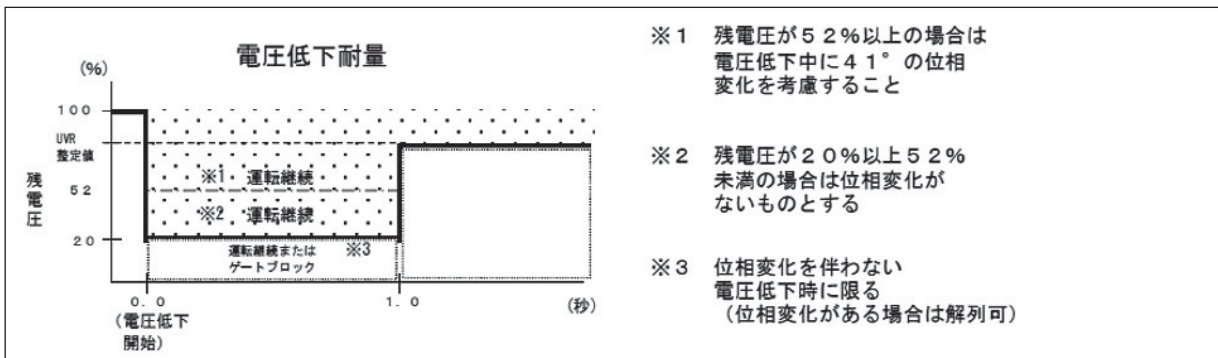 電圧低下耐量
(%)
100
UVR
整定値
52
20
残電圧
※1 運転継続
※2 運転継続
運転継続または ※3
ゲートブロック
0.0
1.0
(秒)
(電圧低下
開始)
※1 残電圧が52%以上の場合は
電圧低下中に41°の位相
変化を考慮すること
※2 残電圧が20%以上52%
未満の場合は位相変化が
ないものとする
※3 位相変化を伴わない
電圧低下時に限る
(位相変化がある場合は解列可)